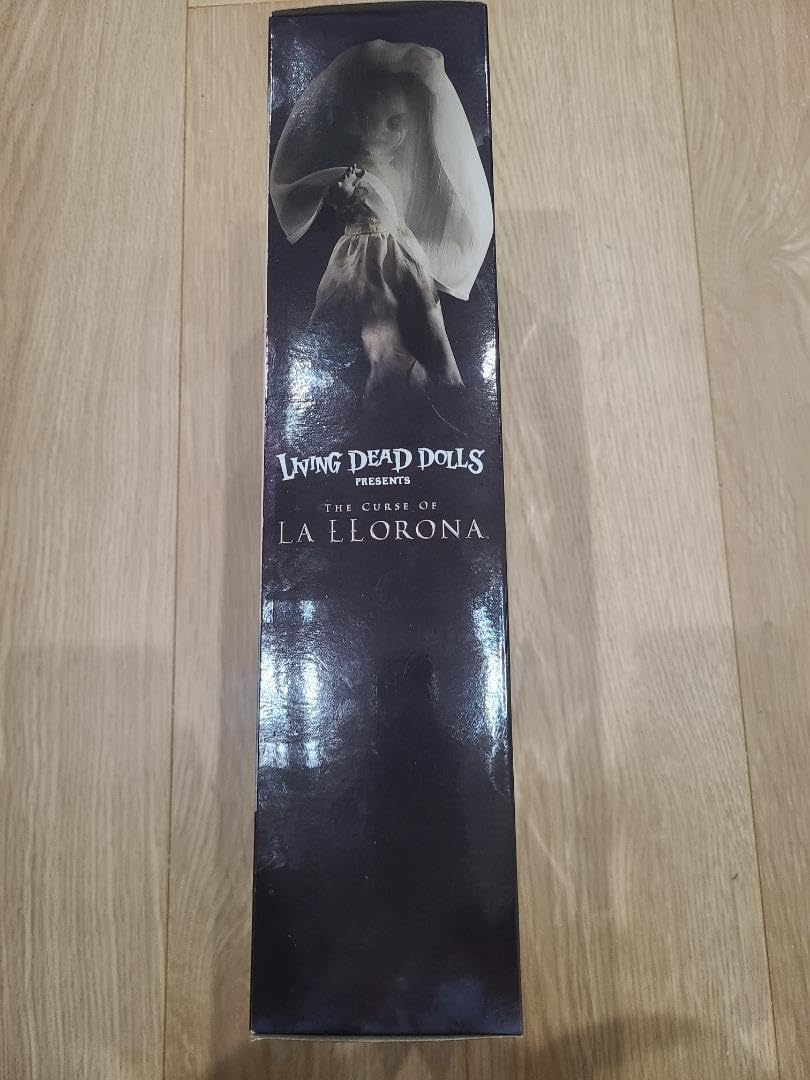 LIVING DEAD DOLLS
PRESENTS
THE CURSE OF
LA LLORONA